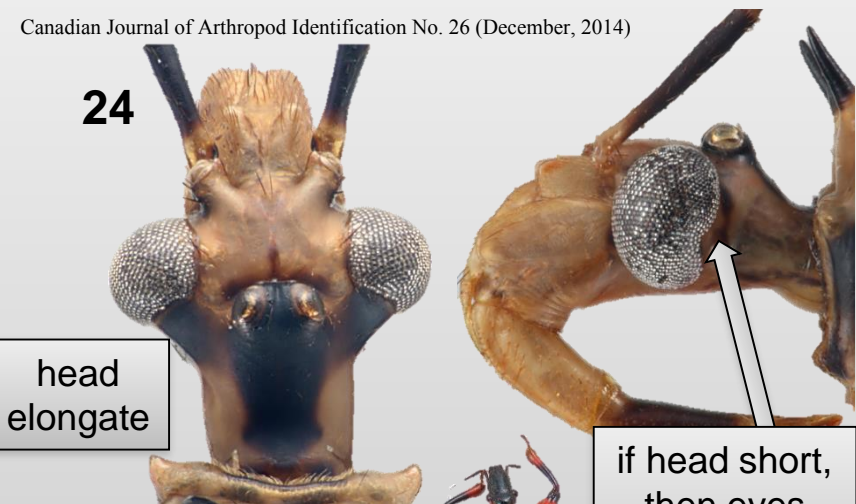 Canadian Journal of Arthropod Identification No. 26 (December, 2014)
24
head
elongate
if head short,
then eyes